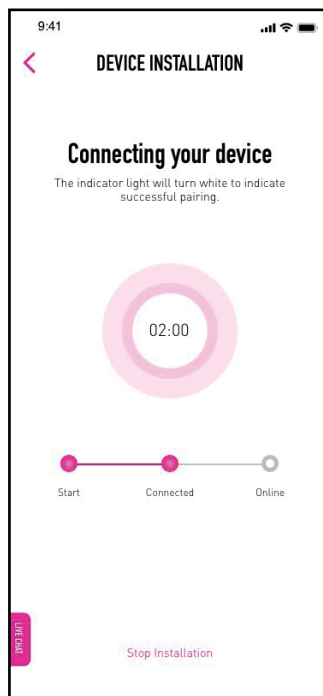 9:41
DEVICE INSTALLATION
Connecting your device
The indicator light will turn white to indicate
successful pairing.
02:00
Start Connected Online
LIVE CHAT
Stop Installation